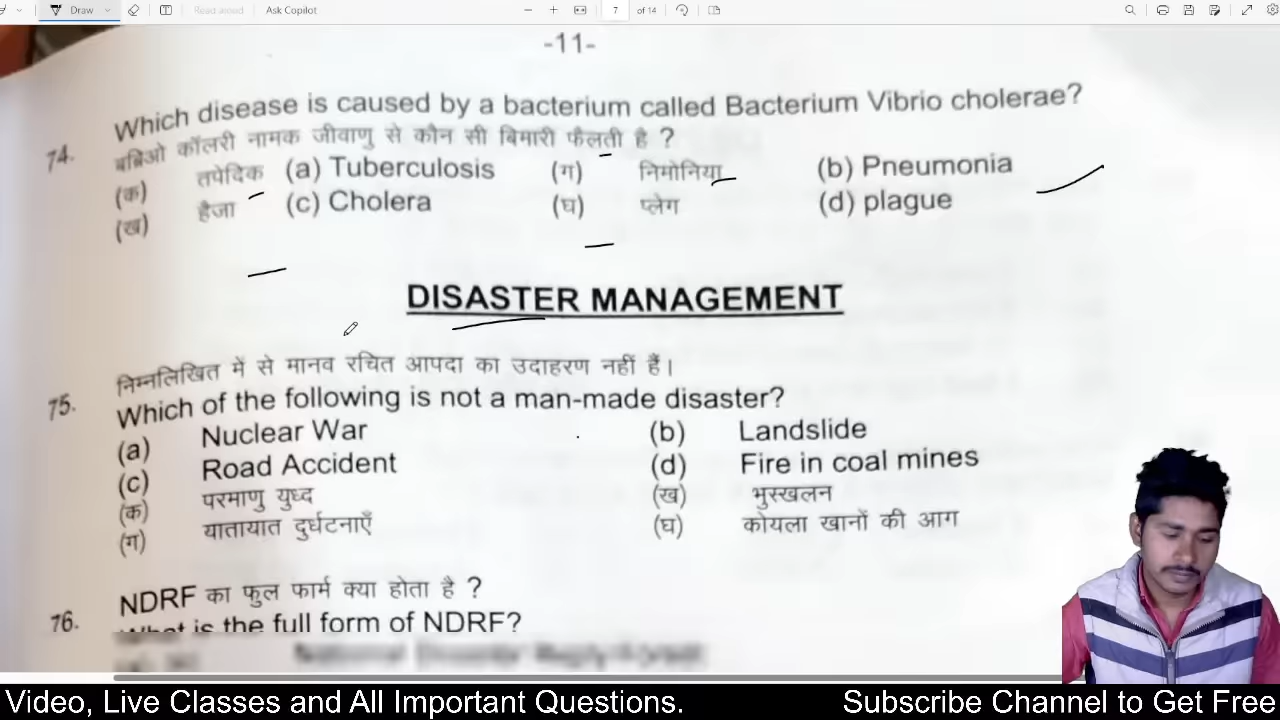 Draw
Read aloud
Ask Copilot
7 of 14
-11-
74. Which disease is caused by a bacterium called Bacterium Vibrio cholerae?
बब्रिओ कॉलरी नामक जीवाणु से कौन सी बिमारी फैलती है ?
(क) तपेदिक (a) Tuberculosis (ग) निमोनिया (b) Pneumonia
(ख) हैजा (c) Cholera (घ) प्लेग (d) plague
DISASTER MANAGEMENT
निम्नलिखित में से मानव रचित आपदा का उदाहरण नहीं हैं।
75. Which of the following is not a man-made disaster?
(a) Nuclear War (b) Landslide
(c) Road Accident (d) Fire in coal mines
(क) परमाणु युध्द (ख) भुस्खलन
(ग) यातायात दुर्घटनाएँ (घ) कोयला खानों की आग
NDRF का फुल फार्म क्या होता है ?
76. What is the full form of NDRF?
Video, Live Classes and All Important Questions.
Subscribe Channel to Get Free